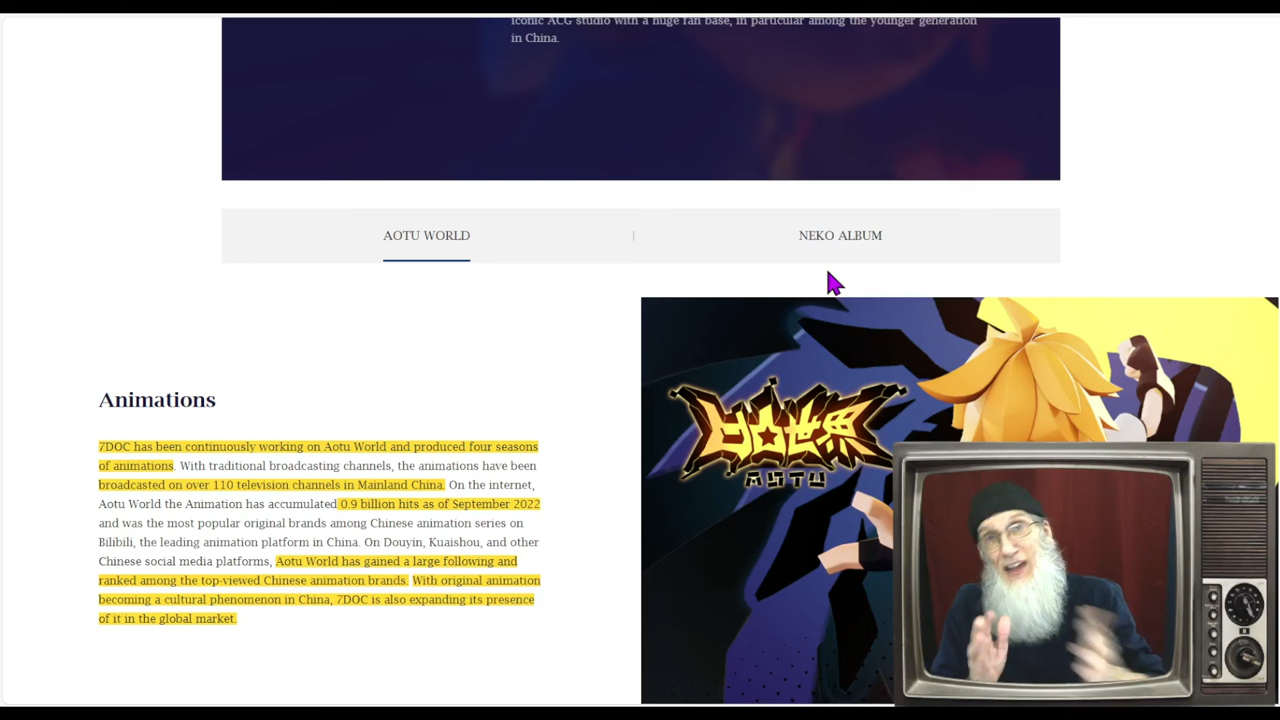 iconic ACG studio with a huge fan base, in particular among the younger generation
in China.
AOTU WORLD
|
NEKO ALBUM
Animations
7DOC has been continuously working on Aotu World and produced four seasons
of animations. With traditional broadcasting channels, the animations have been
broadcasted on over 110 television channels in Mainland China. On the internet,
Aotu World the Animation has accumulated 0.9 billion hits as of September 2022
and was the most popular original brands among Chinese animation series on
Bilibili, the leading animation platform in China. On Douyin, Kuaishou, and other
Chinese social media platforms, Aotu World has gained a large following and
ranked among the top-viewed Chinese animation brands. With original animation
becoming a cultural phenomenon in China, 7DOC is also expanding its presence
of it in the global market.
凹凸世界
AOTU